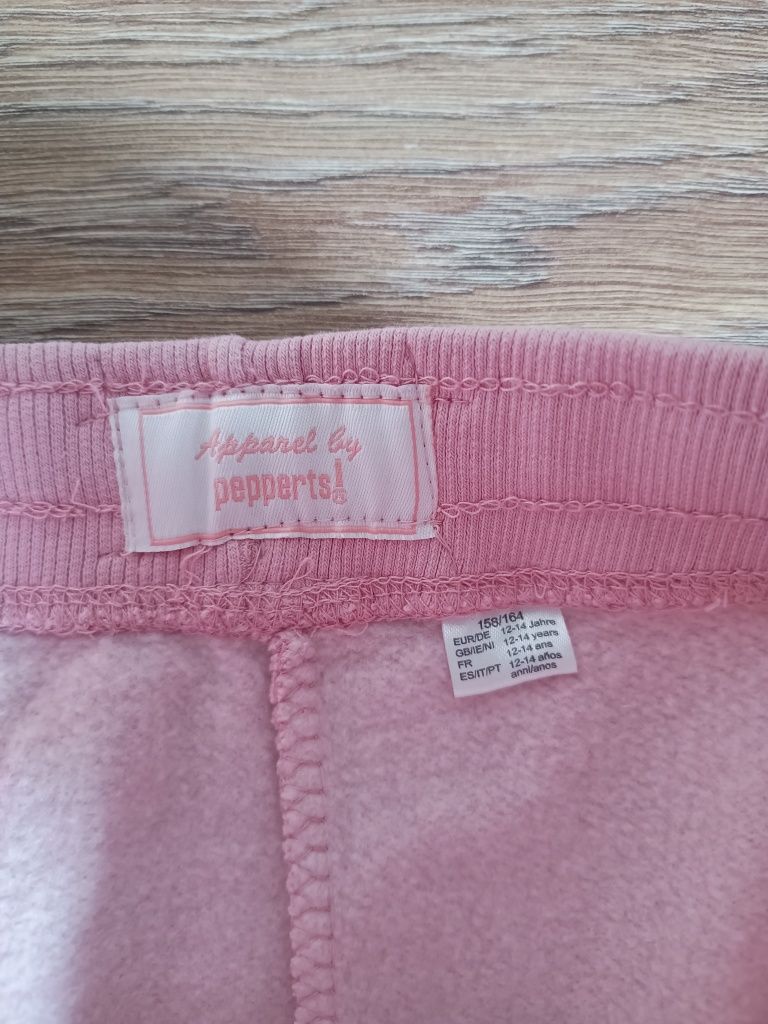 Apparel by
pepperts!
158/164
EUR/DE 12-14 Jahre
GB/IE/NI 12-14 years
FR 12-14 ans
ES/IT/PT 12-14 años
anni/anos